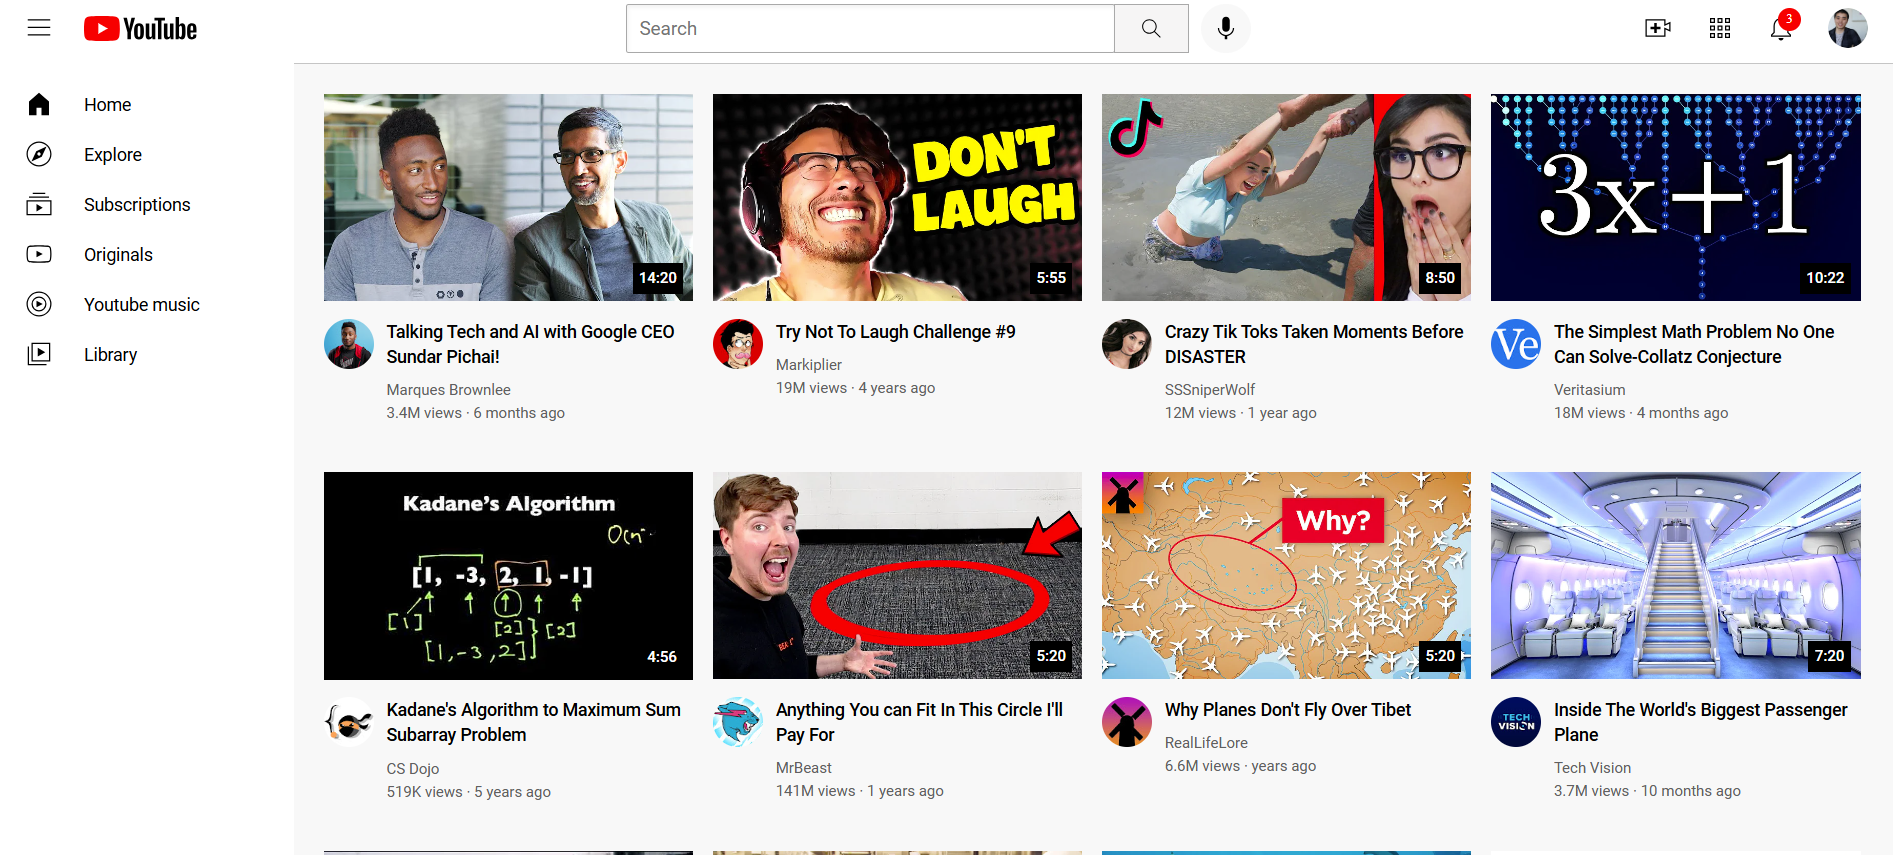 YouTube
Search
3
Home
Explore
Subscriptions
Originals
Youtube music
Library
14:20
Talking Tech and AI with Google CEO
Sundar Pichai!
Marques Brownlee
3.4M views · 6 months ago
DON'T
LAUGH
5:55
Try Not To Laugh Challenge #9
Markiplier
19M views · 4 years ago
8:50
Crazy Tik Toks Taken Moments Before
DISASTER
SSSniperWolf
12M views · 1 year ago
3x+1
10:22
Ve
The Simplest Math Problem No One
Can Solve-Collatz Conjecture
Veritasium
18M views · 4 months ago
Kadane's Algorithm
[1, -3, 2, 1, -1]
[1]
[2]
[2]
[1, -3, 2]
4:56
Kadane's Algorithm to Maximum Sum
Subarray Problem
CS Dojo
519K views · 5 years ago
5:20
Anything You can Fit In This Circle I'll
Pay For
MrBeast
141M views · 1 years ago
Why?
5:20
Why Planes Don't Fly Over Tibet
RealLifeLore
6.6M views · years ago
7:20
TECH
VISION
Inside The World's Biggest Passenger
Plane
Tech Vision
3.7M views · 10 months ago